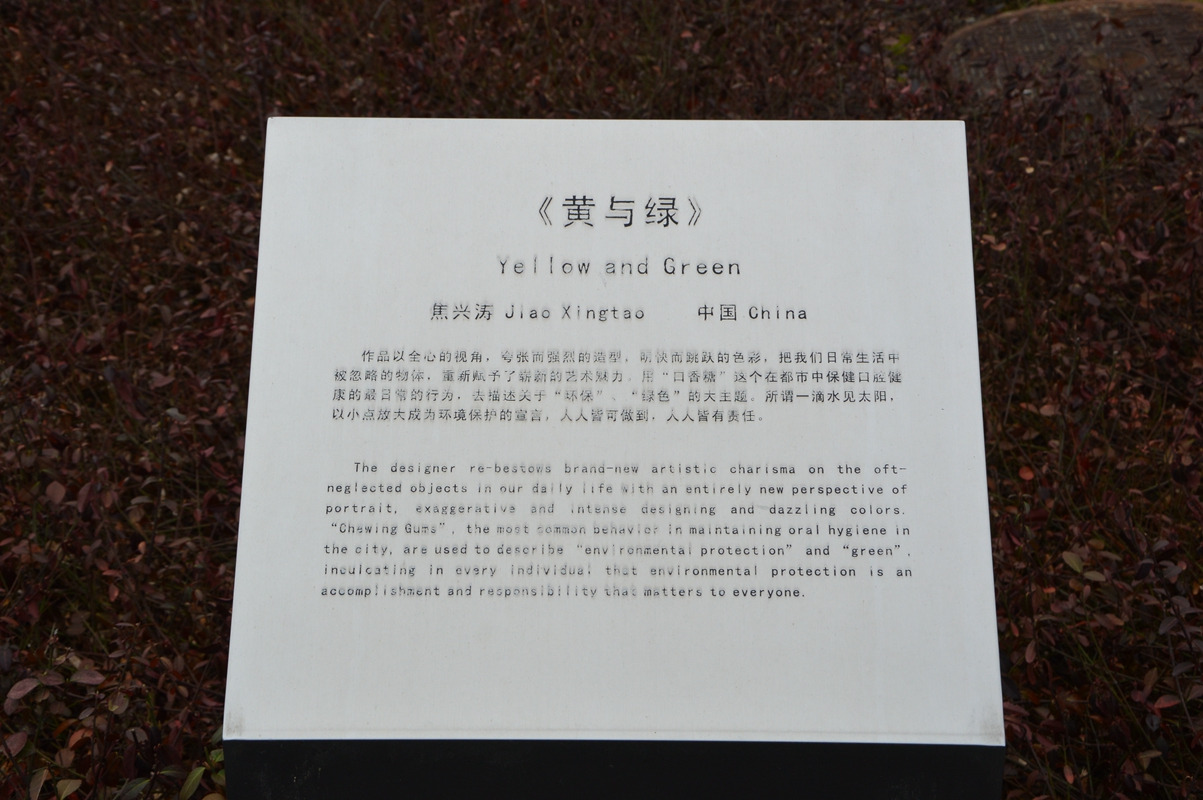 《黄与绿》
Yellow and Green
焦兴涛 Jiao Xingtao 中国 China
作品以全心的视角，夸张而强烈的造型，明快而跳跃的色彩，把我们日常生活中
被忽略的物体，重新赋予了崭新的艺术魅力。用“口香糖”这个在都市中保健口腔健
康的最日常的行为，去描述关于“环保”、“绿色”的大主题。所谓一滴水见太阳，
以小点放大成为环境保护的宣言，人人皆可做到，人人皆有责任。
The designer re-bestows brand-new artistic charisma on the oft-
neglected objects in our daily life with an entirely new perspective of
portrait, exaggerative and intense designing and dazzling colors.
“Chewing Gums”, the most common behavior in maintaining oral hygiene in
the city, are used to describe “environmental protection” and “green”,
inculcating in every individual that environmental protection is an
accomplishment and responsibility that matters to everyone.